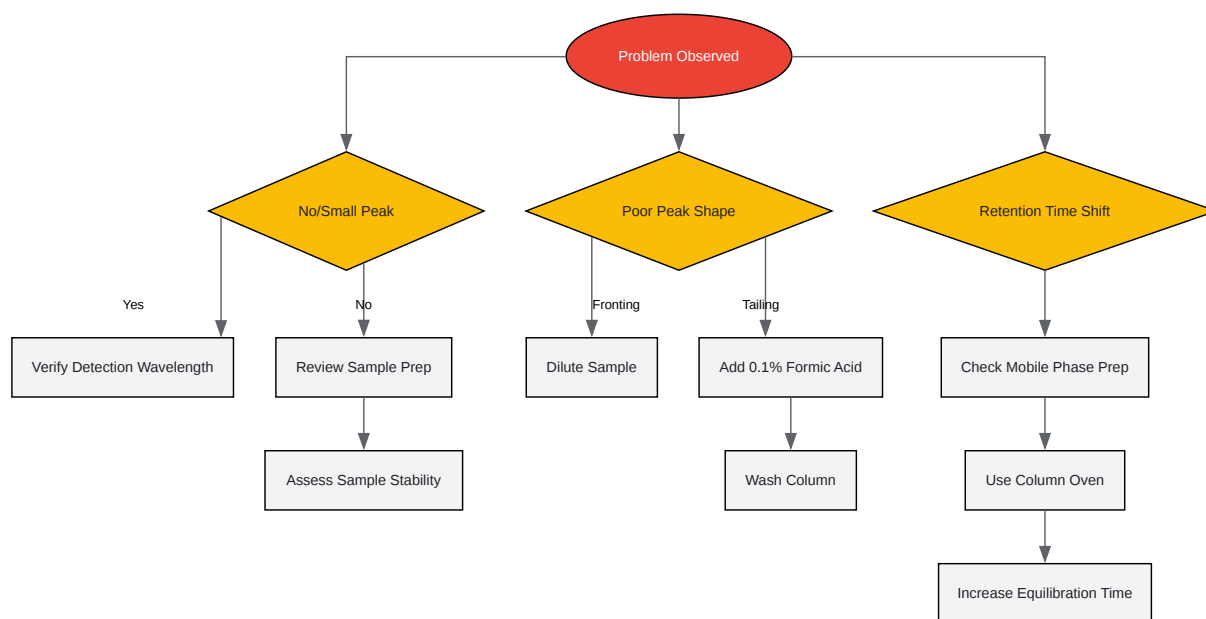 Problem Observed
No/Small Peak
Poor Peak Shape
Retention Time Shift
Yes
No
Fronting
Tailing
Verify Detection Wavelength
Review Sample Prep
Dilute Sample
Add 0.1% Formic Acid
Check Mobile Phase Prep
Assess Sample Stability
Wash Column
Use Column Oven
Increase Equilibration Time